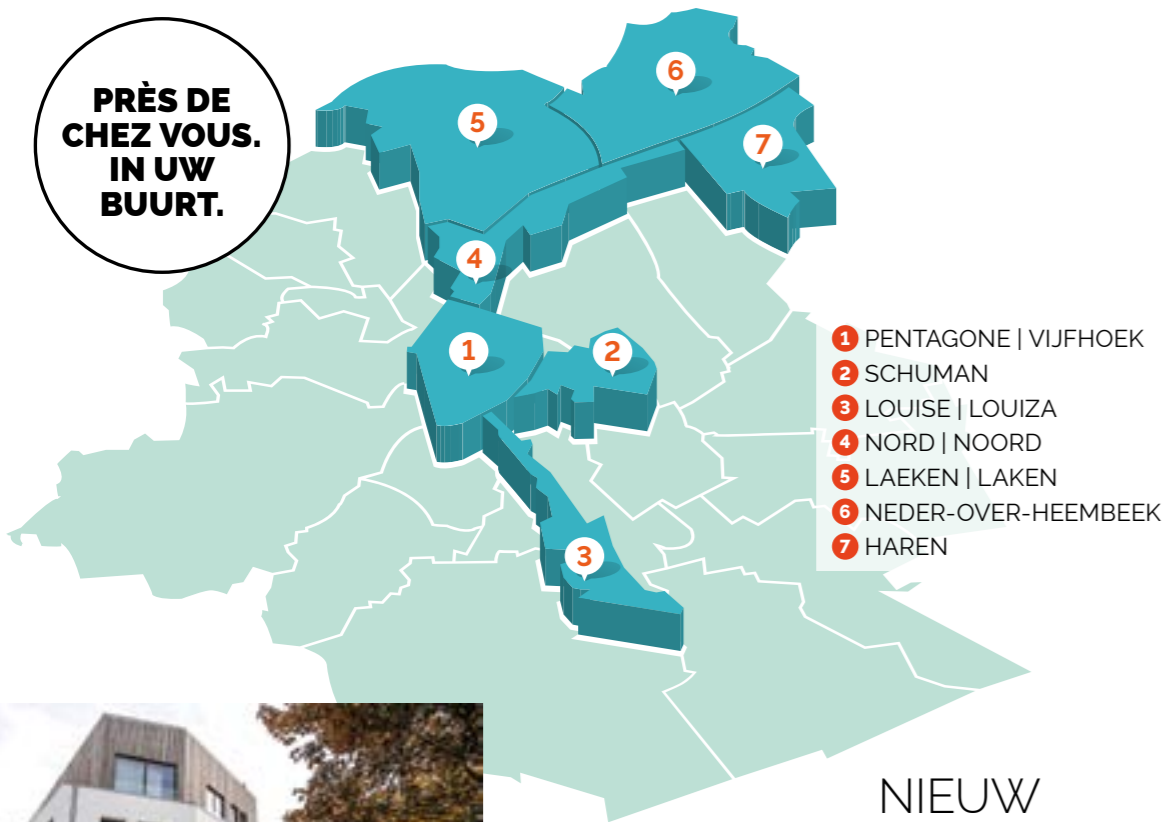 PRÈS DE
CHEZ VOUS.
IN UW
BUURT.
6
5
7
4
1
2
3
1 PENTAGONE | VIJFHOEK
2 SCHUMAN
3 LOUISE | LOUIZA
4 NORD | NOORD
5 LAEKEN | LAKEN
6 NEDER-OVER-HEEMBEEK
7 HAREN
NIEUW